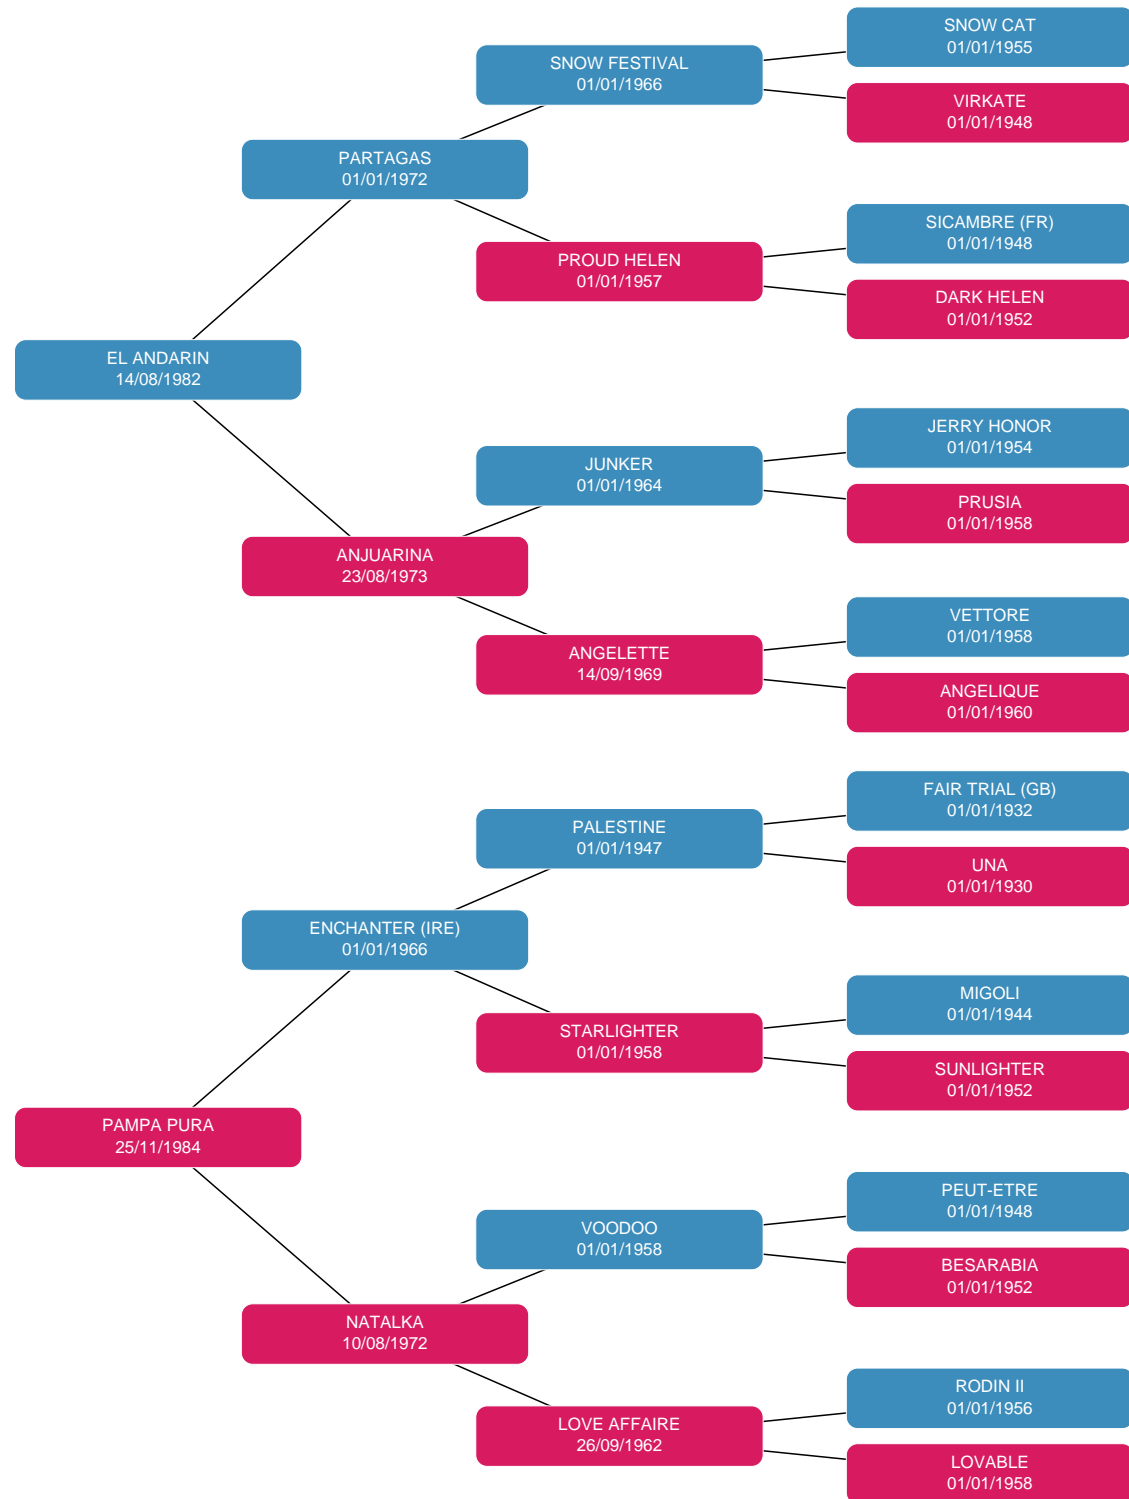 SNOW CAT
01/01/1955
SNOW FESTIVAL
01/01/1966
VIRKATE
01/01/1948
PARTAGAS
01/01/1972
SICAMBRE (FR)
01/01/1948
PROUD HELEN
01/01/1957
DARK HELEN
01/01/1952
EL ANDARIN
14/08/1982
JERRY HONOR
01/01/1954
JUNKER
01/01/1964
PRUSIA
01/01/1958
ANJUARINA
23/08/1973
VETTORE
01/01/1958
ANGELETTE
14/09/1969
ANGELIQUE
01/01/1960
FAIR TRIAL (GB)
01/01/1932
PALESTINE
01/01/1947
UNA
01/01/1930
ENCHANTER (IRE)
01/01/1966
MIGOLI
01/01/1944
STARLIGHTER
01/01/1958
SUNLIGHTER
01/01/1952
PAMPA PURA
25/11/1984
PEUT-ETRE
01/01/1948
VOODOO
01/01/1958
BESARABIA
01/01/1952
NATALKA
10/08/1972
RODIN II
01/01/1956
LOVE AFFAIRE
26/09/1962
LOVABLE
01/01/1958